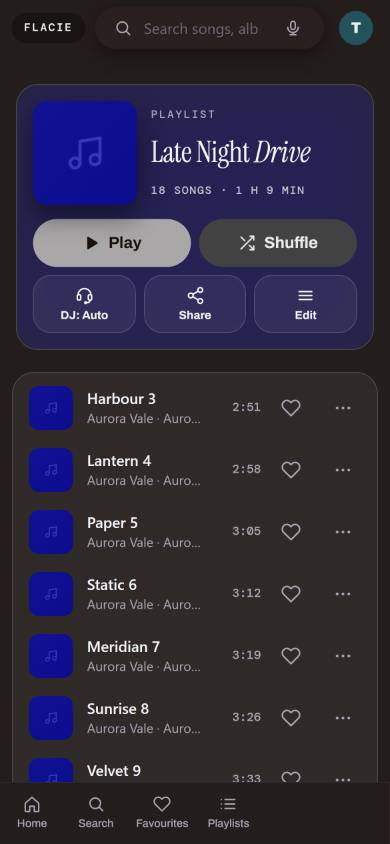 FLACIE
Search songs, alb
T
PLAYLIST
Late Night Drive
18 SONGS · 1 H 9 MIN
Play
Shuffle
DJ: Auto
Share
Edit
Harbour 3
Aurora Vale · Auro...
2:51
Lantern 4
Aurora Vale · Auro...
2:58
Paper 5
Aurora Vale · Auro...
3:05
Static 6
Aurora Vale · Auro...
3:12
Meridian 7
Aurora Vale · Auro...
3:19
Sunrise 8
Aurora Vale · Auro...
3:26
Velvet 9
3:33
Home
Search
Favourites
Playlists